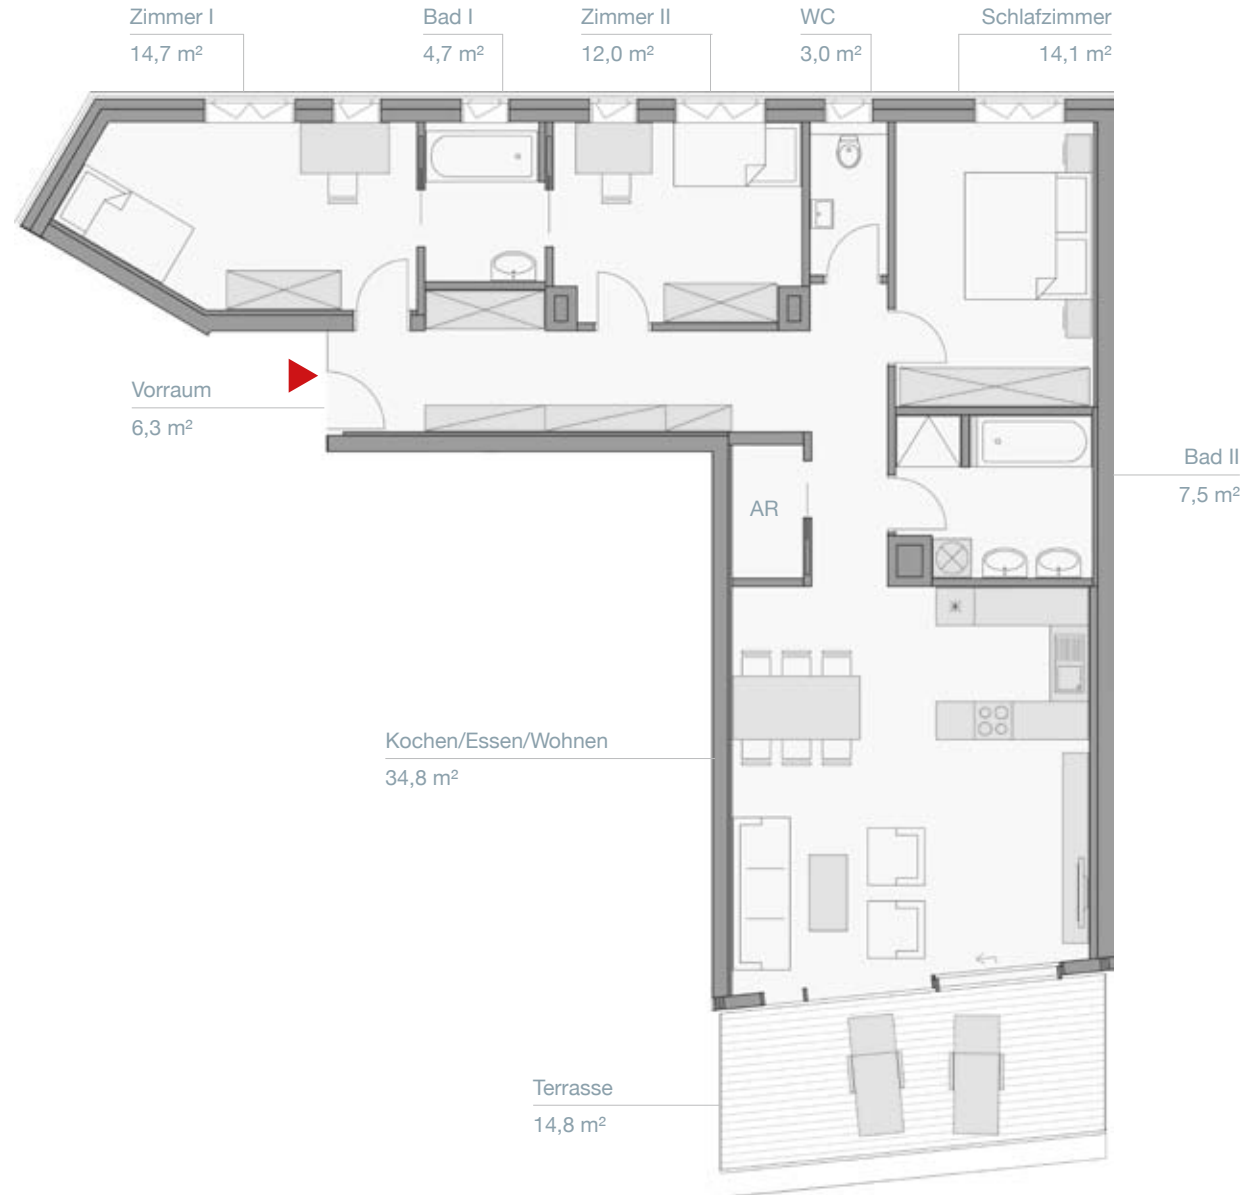 Zimmer I
14,7 m²
Bad I
4,7 m²
Zimmer II
12,0 m²
WC
3,0 m²
Schlafzimmer
14,1 m²
Vorraum
6,3 m²
Bad II
7,5 m²
AR
Kochen/Essen/Wohnen
34,8 m²
Terrasse
14,8 m²